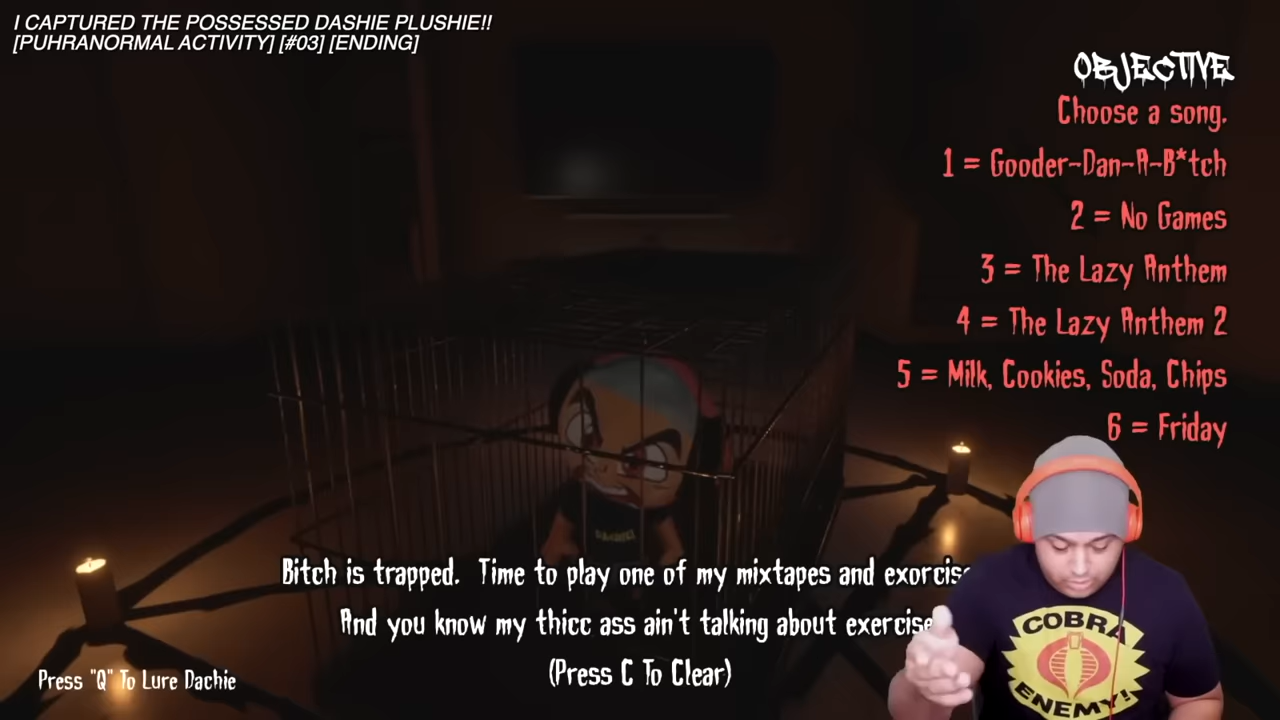 I CAPTURED THE POSSESSED DASHIE PLUSHIE!!
[PUHRANORMAL ACTIVITY] [#03] [ENDING]
OBJECTIVE
Choose a song.
1 = Gooder-Dan-A-B*tch
2 = No Games
3 = The Lazy Anthem
4 = The Lazy Anthem 2
5 = Milk, Cookies, Soda, Chips
6 = Friday
Bitch is trapped. Time to play one of my mixtapes and exorcise
And you know my thicc ass ain't talking about exercise
(Press C To Clear)
Press "Q" To Lure Dachie
COBRA
ENEMY!